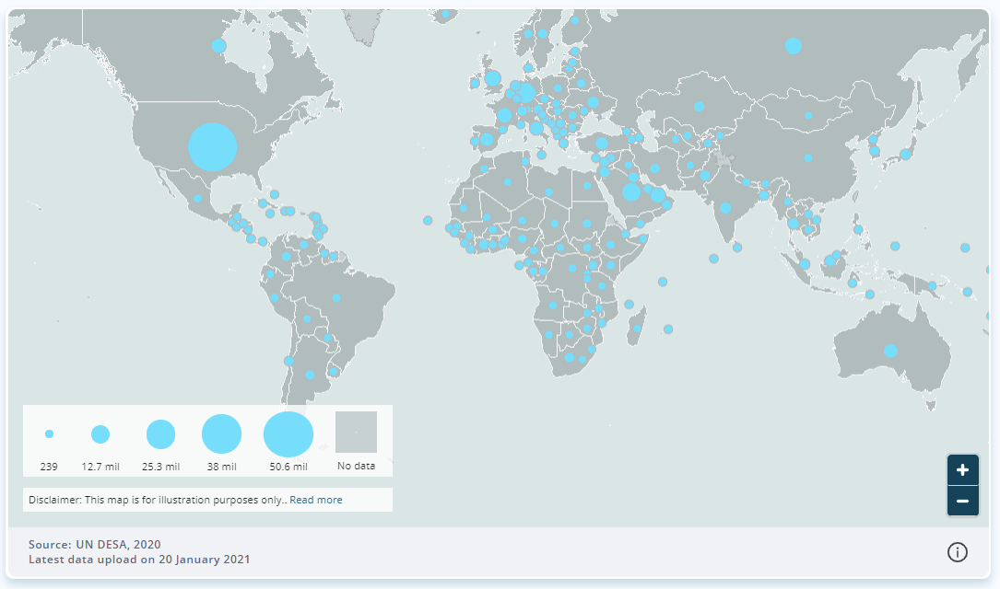 239
12.7 mil
25.3 mil
38 mil
50.6 mil
No data
Disclaimer: This map is for illustration purposes only.. Read more
+
−
Source: UN DESA, 2020
Latest data upload on 20 January 2021